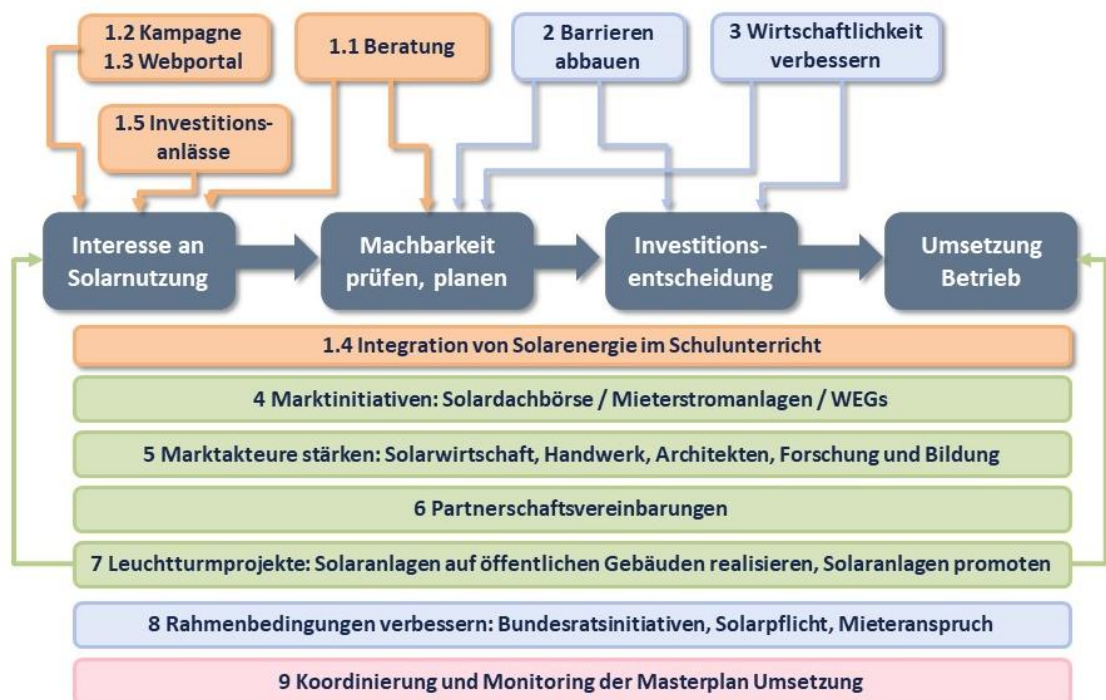 1.2 Kampagne
1.3 Webportal
1.1 Beratung
2 Barrieren
abbauen
3 Wirtschaftlichkeit
verbessern
1.5 Investitions-
anlässe
Interesse an
Solarnutzung
Machbarkeit
prüfen, planen
Investitions-
entscheidung
Umsetzung
Betrieb
1.4 Integration von Solarenergie im Schulunterricht
4 Marktinitiativen: Solardachbörse / Mieterstromanlagen / WEGs
5 Marktakteure stärken: Solarwirtschaft, Handwerk, Architekten, Forschung und Bildung
6 Partnerschaftsvereinbarungen
7 Leuchtturmprojekte: Solaranlagen auf öffentlichen Gebäuden realisieren, Solaranlagen promoten
8 Rahmenbedingungen verbessern: Bundesratsinitiativen, Solarpflicht, Mieteranspruch
9 Koordinierung und Monitoring der Masterplan Umsetzung